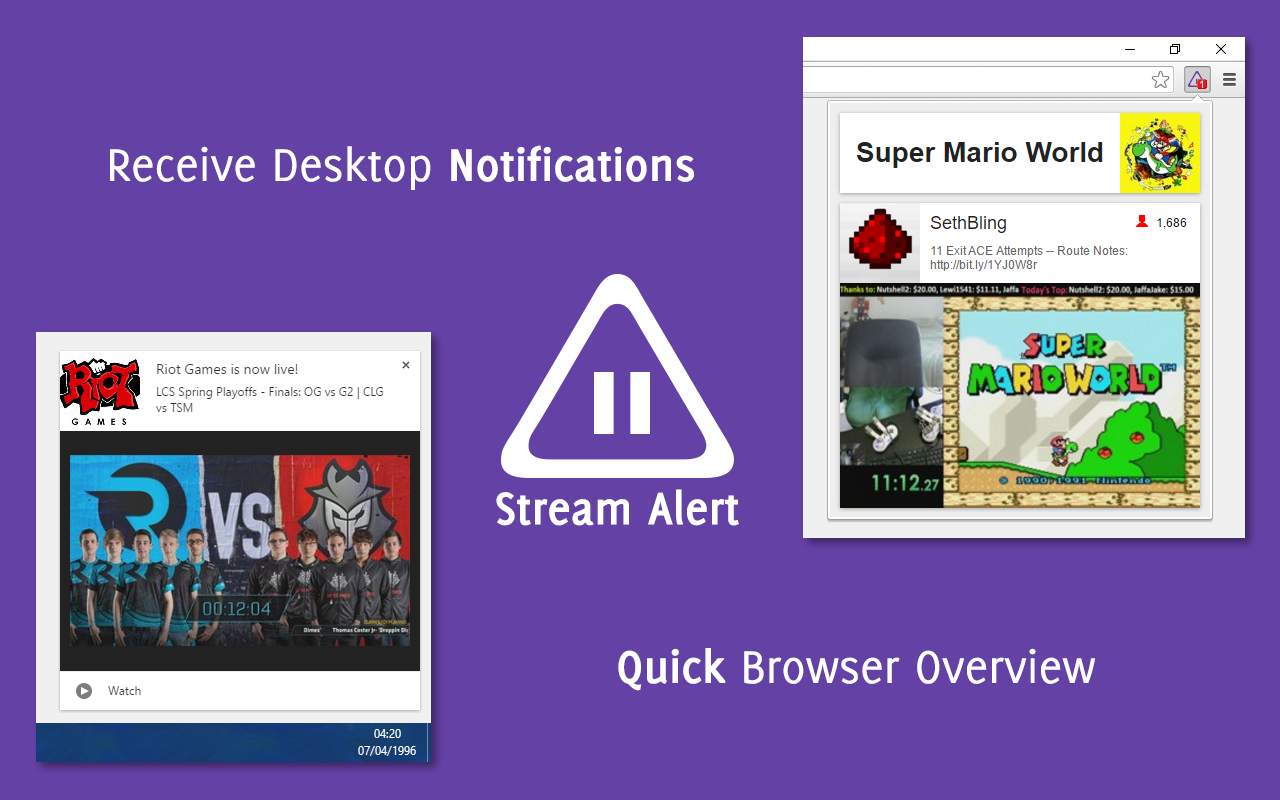 Receive Desktop Notifications
Stream Alert
Quick Browser Overview
Riot Games is now live!
LCS Spring Playoffs - Finals: OG vs G2 | CLG
vs TSM
RIOT
GAMES
VS
00:12:04
Dimes'
Thomas Caster Jr- 'Droppin
Watch
04:20
07/04/1996
1
Super Mario World
SethBling
1,686
11 Exit ACE Attempts -- Route Notes:
http://bit.ly/1YJ0W8r
Thanks to: Nutshell2: $20.00, Lewi1541: $11.11, Jaffa Today's Top: Nutshell2: $20.00, JaffaJake: $15.00
SUPER
MARIO WORLD TM
© 1990,1991 Nintendo
11:12.27